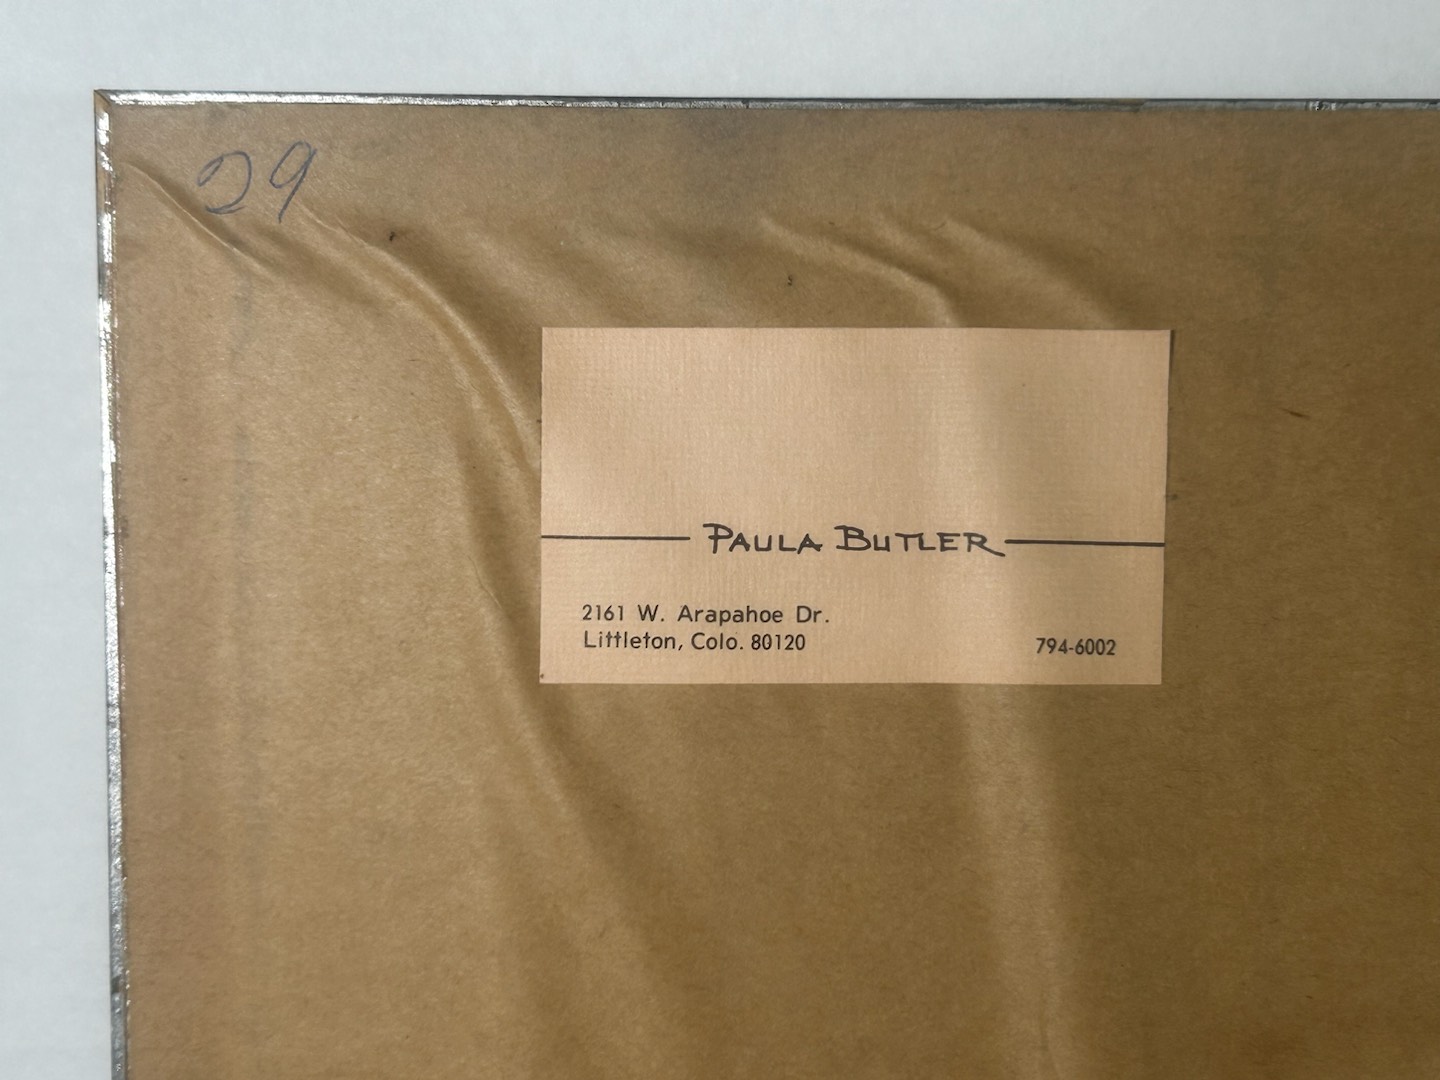 29
PAULA BUTLER
2161 W. Arapahoe Dr.
Littleton, Colo. 80120
794-6002